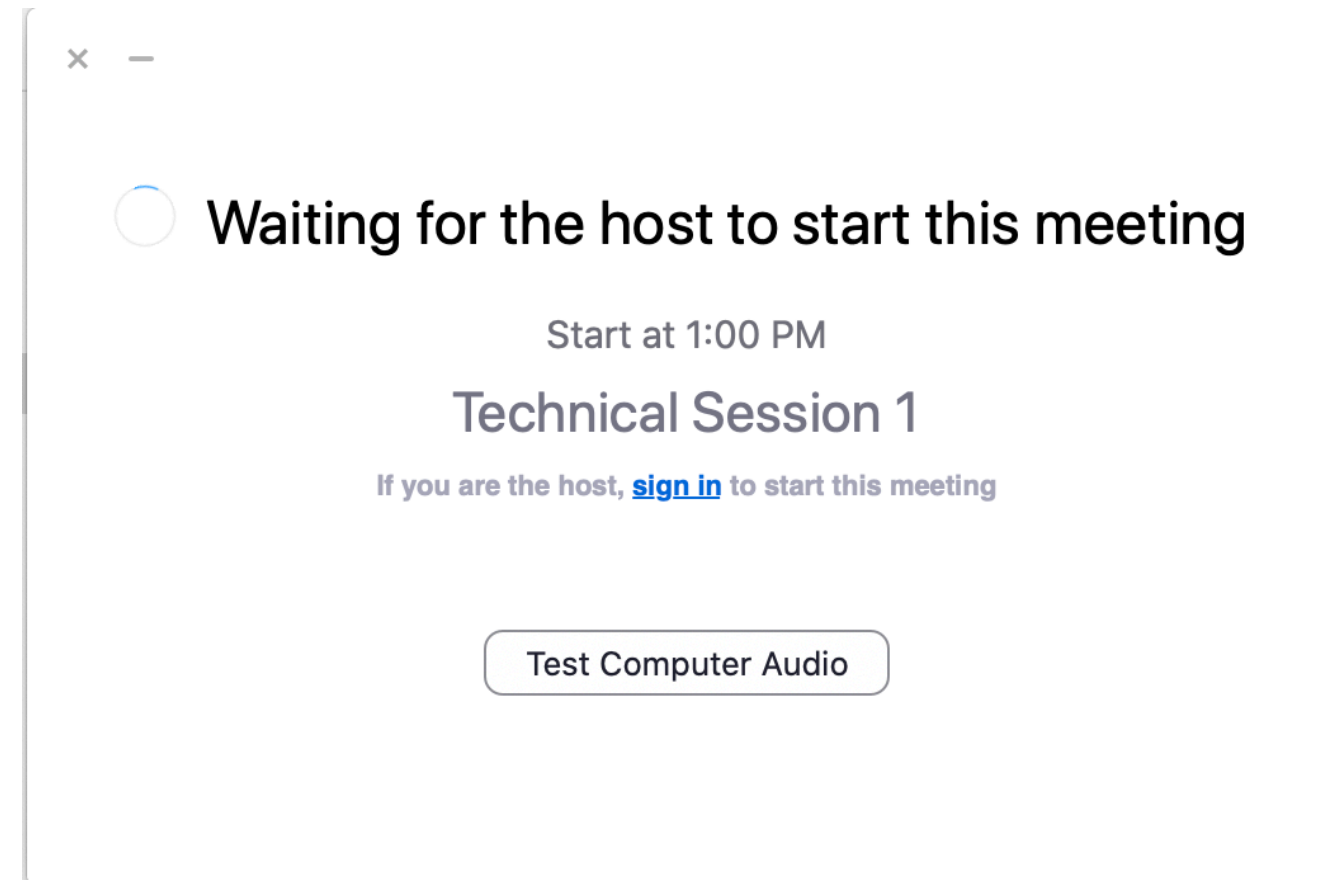 Waiting for the host to start this meeting
Start at 1:00 PM
Technical Session 1
If you are the host, sign in to start this meeting
Test Computer Audio